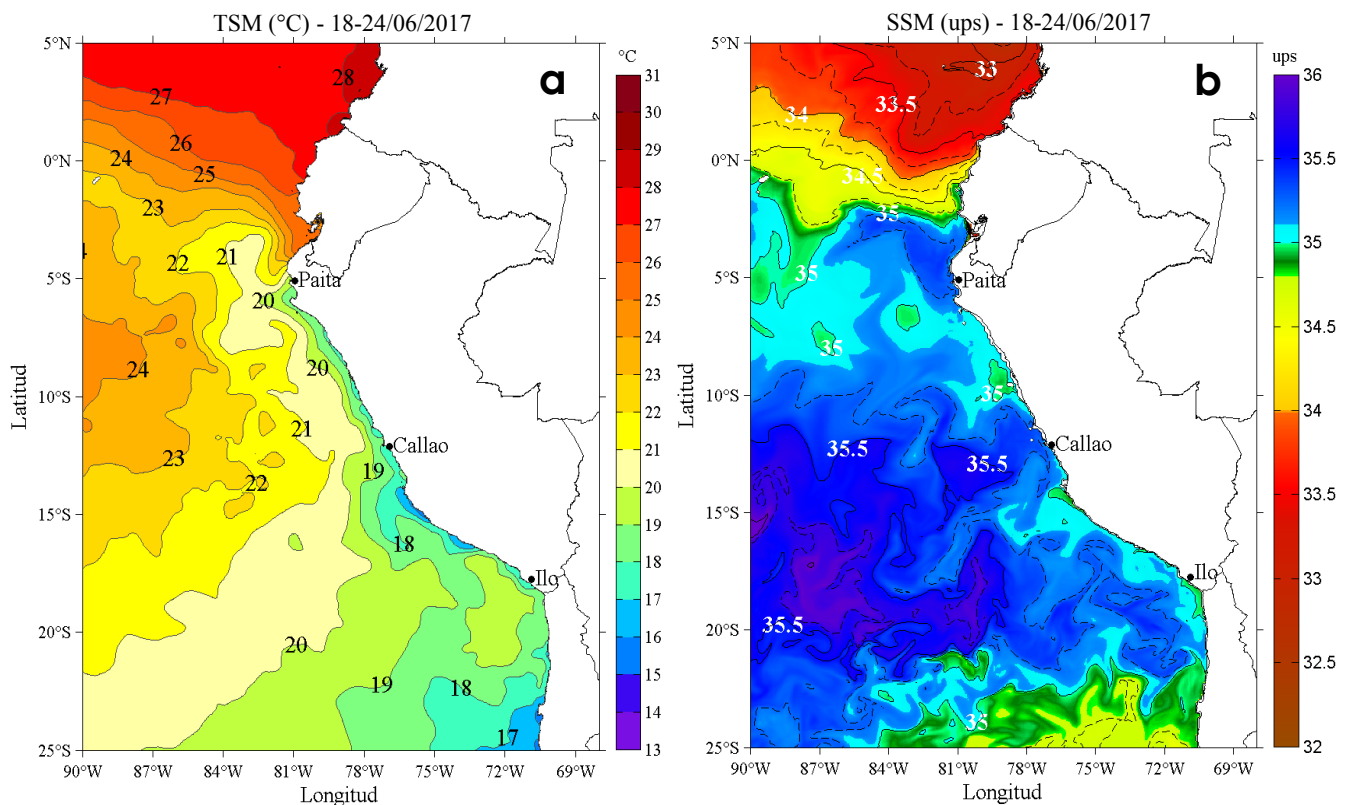 TSM (°C) - 18-24/06/2017
SSM (ups) - 18-24/06/2017
a
b
°C
ups
5°N
0°N
5°S
10°S
15°S
20°S
25°S
90°W
87°W
84°W
81°W
78°W
75°W
72°W
69°W
Latitud
Longitud
28
27
26
24
25
23
22
21
20
24
20
21
23
22
19
18
20
19
18
17
Paita
Callao
Ilo
31
30
29
28
27
26
25
24
23
22
21
20
19
18
17
16
15
14
13
5°N
0°N
5°S
10°S
15°S
20°S
25°S
90°W
87°W
84°W
81°W
78°W
75°W
72°W
69°W
Latitud
Longitud
33
33.5
34
34.5
35
35
35
35
35.5
35.5
35.5
35
Paita
Callao
Ilo
36
35.5
35
34.5
34
33.5
33
32.5
32